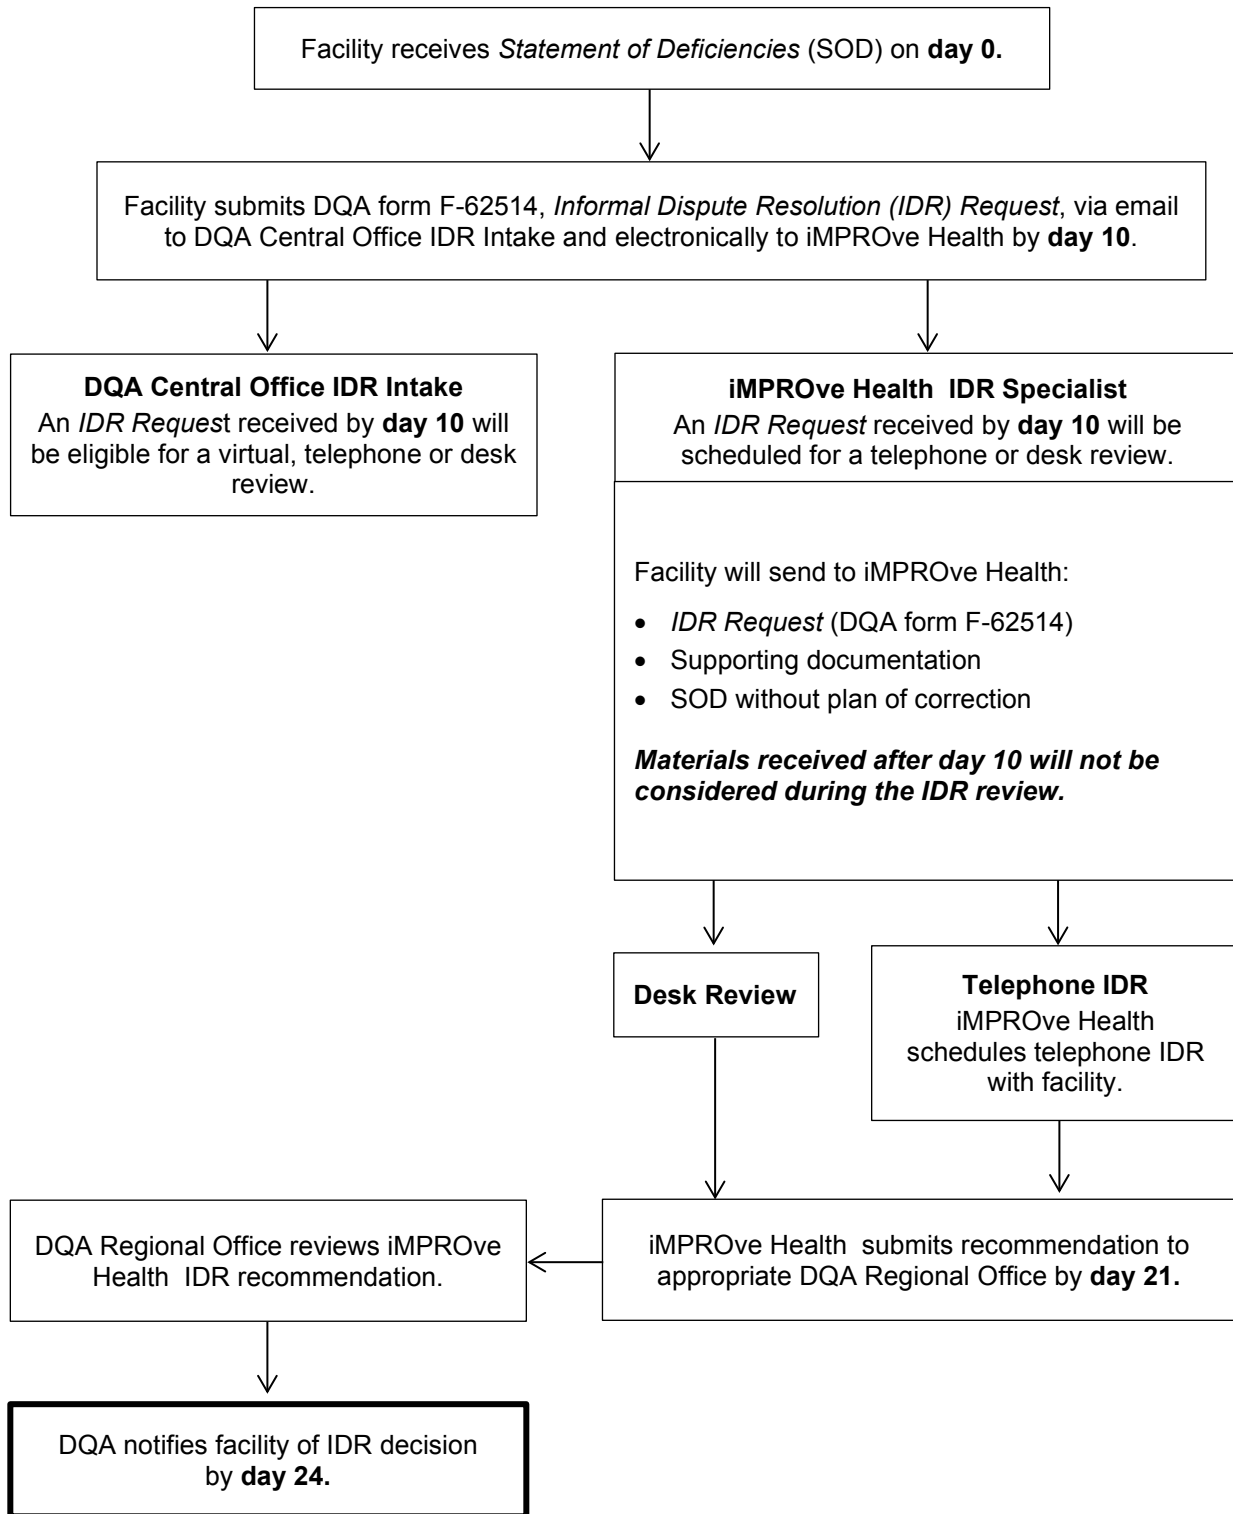 Facility receives Statement of Deficiencies (SOD) on day 0.
Facility submits DQA form F-62514, Informal Dispute Resolution (IDR) Request, via email
to DQA Central Office IDR Intake and electronically to iMPROve Health by day 10.
DQA Central Office IDR Intake
An IDR Request received by day 10 will
be eligible for a virtual, telephone or desk
review.
iMPROve Health IDR Specialist
An IDR Request received by day 10 will be
scheduled for a telephone or desk review.
Facility will send to iMPROve Health:
• IDR Request (DQA form F-62514)
• Supporting documentation
• SOD without plan of correction
Materials received after day 10 will not be
considered during the IDR review.
Desk Review
Telephone IDR
iMPROve Health
schedules telephone IDR
with facility.
iMPROve Health submits recommendation to
appropriate DQA Regional Office by day 21.
DQA Regional Office reviews iMPROve
Health IDR recommendation.
DQA notifies facility of IDR decision
by day 24.